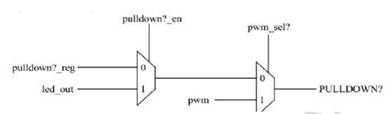 pulldown?_en
pwm_sel?
pulldown?_reg
0
led_out
1
0
pwm
1
PULLDOWN?